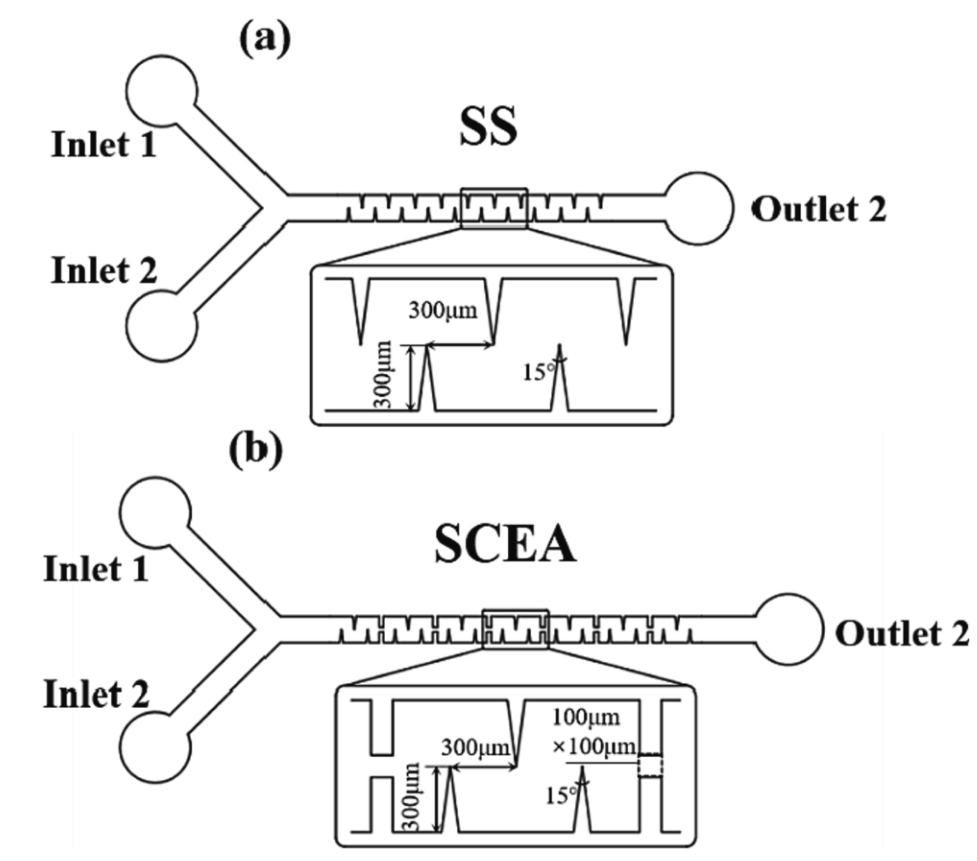 (a)
SS
Inlet 1
Inlet 2
Outlet 2
300μm
300μm
15°
(b)
SCEA
Inlet 1
Inlet 2
Outlet 2
100μm
×100μm
300μm
300μm
15°